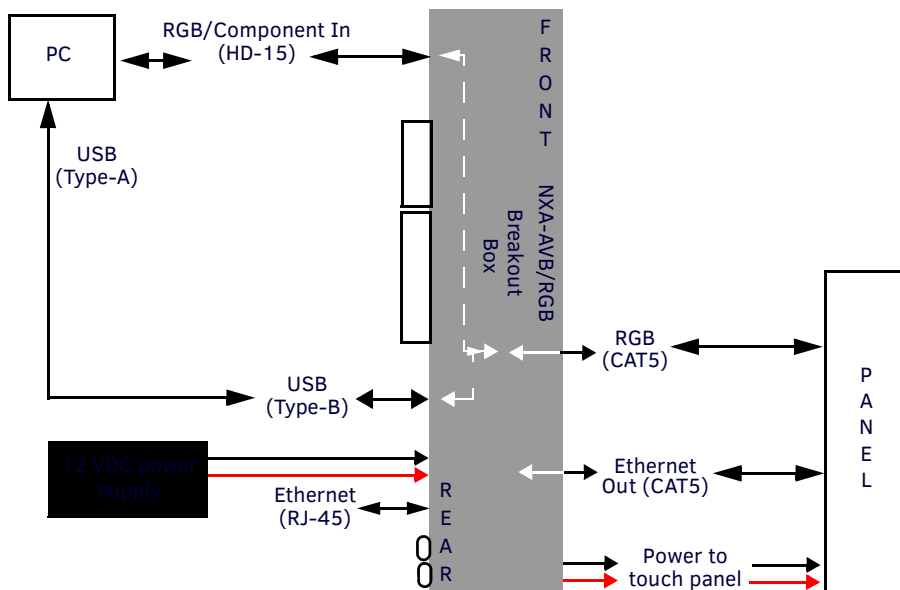 PC
RGB/Component In
(HD-15)
FRONT
USB
(Type-A)
NXA-AVB/RGB
Breakout
Box
RGB
(CAT5)
PANEL
USB
(Type-B)
12 VDC power
supply
Ethernet
Out (CAT5)
Ethernet
(RJ-45)
REAR
Power to
touch panel